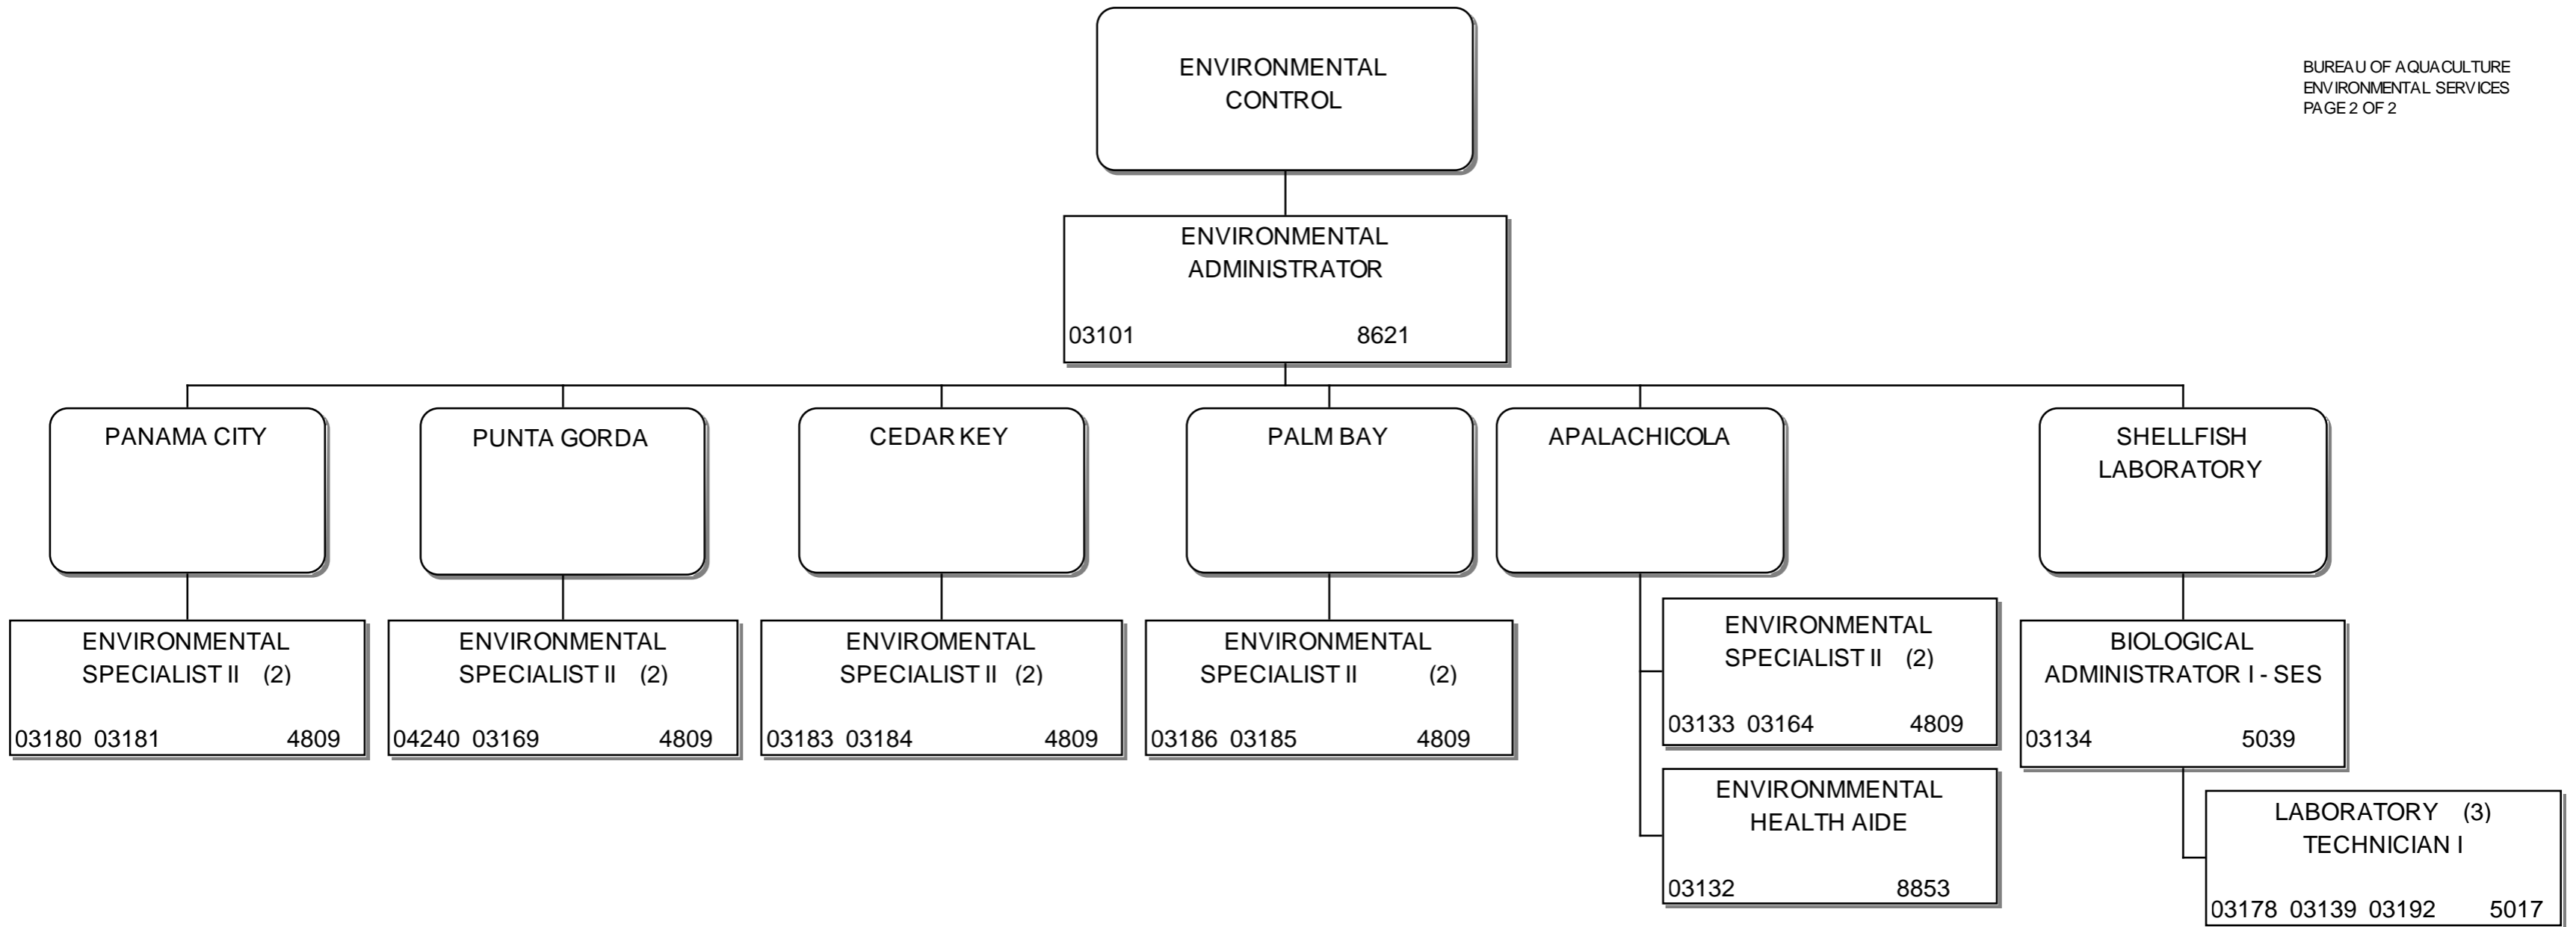 ENVIRONMENTAL
CONTROL
BUREAU OF AQUACULTURE
ENVIRONMENTAL SERVICES
PAGE 2 OF 2
ENVIRONMENTAL
ADMINISTRATOR
03101 8621
PANAMA CITY
PUNTA GORDA
CEDAR KEY
PALM BAY
APALACHICOLA
SHELLFISH
LABORATORY
ENVIRONMENTAL
SPECIALIST II (2)
03180 03181 4809
ENVIRONMENTAL
SPECIALIST II (2)
04240 03169 4809
ENVIROMENTAL
SPECIALIST II (2)
03183 03184 4809
ENVIRONMENTAL
SPECIALIST II (2)
03186 03185 4809
ENVIRONMENTAL
SPECIALIST II (2)
03133 03164 4809
ENVIRONMMENTAL
HEALTH AIDE
03132 8853
BIOLOGICAL
ADMINISTRATOR I - SES
03134 5039
LABORATORY (3)
TECHNICIAN I
03178 03139 03192 5017